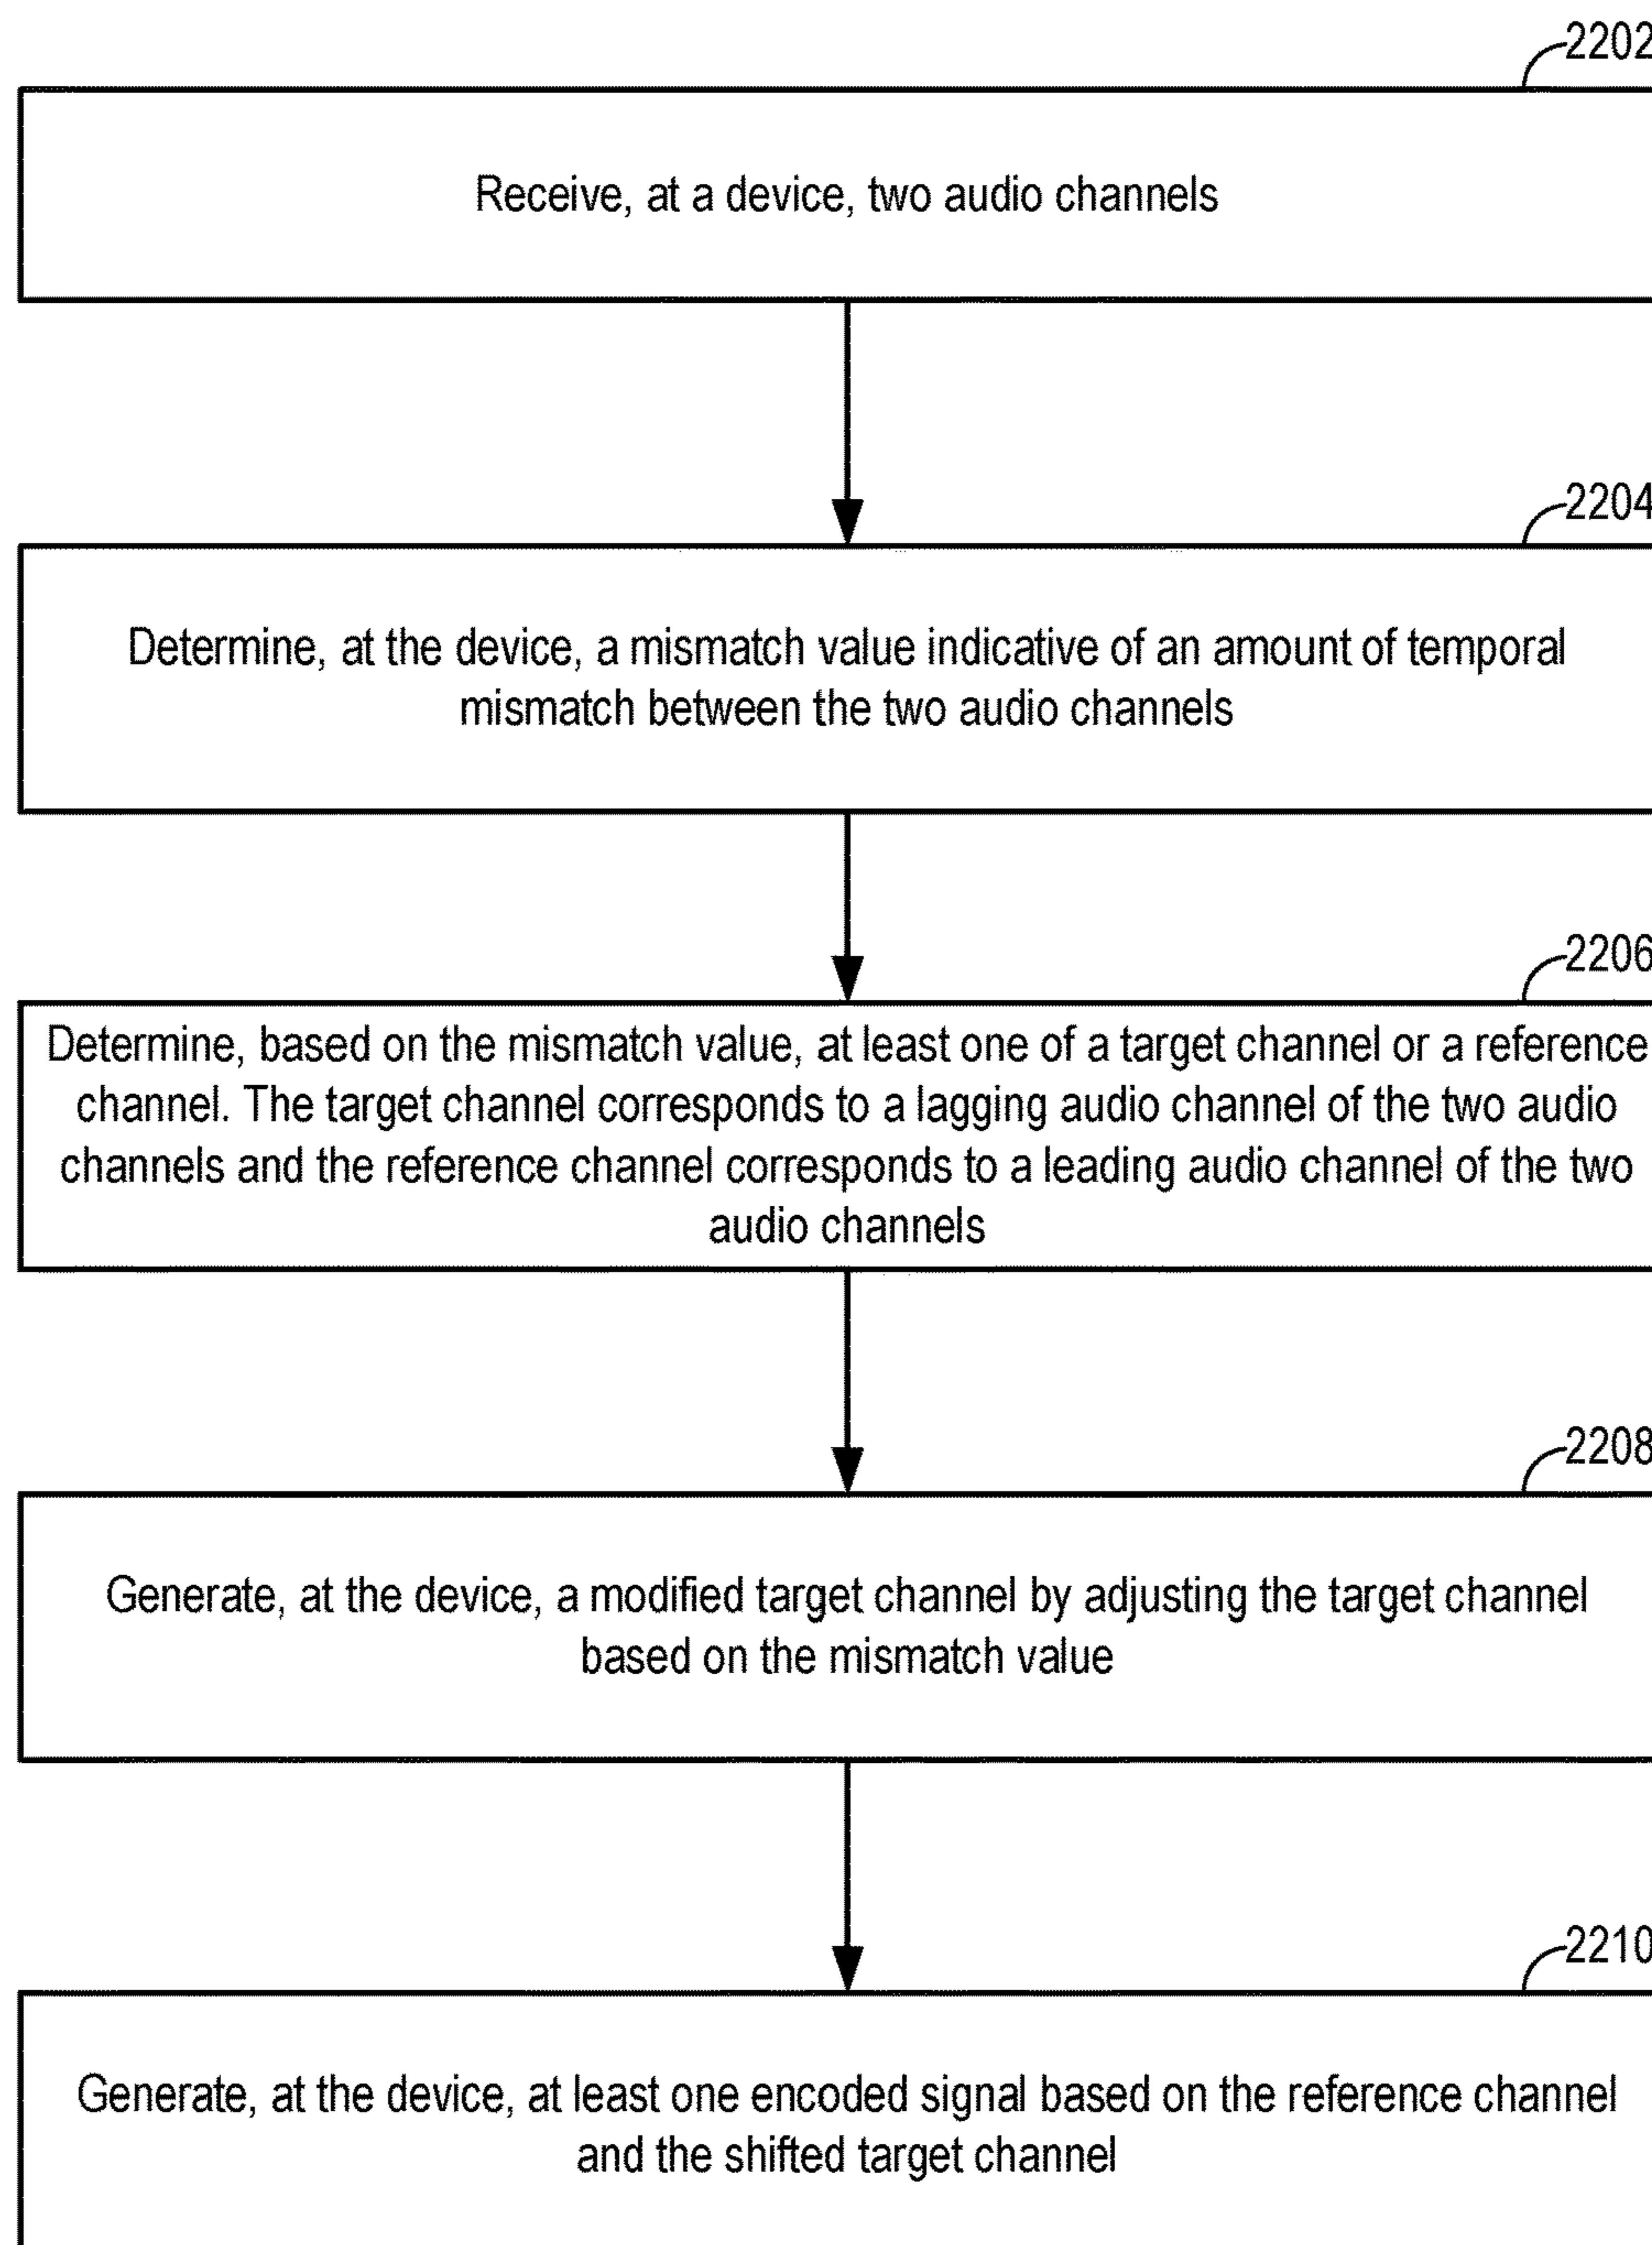 2202
Receive, at a device, two audio channels
2204
Determine, at the device, a mismatch value indicative of an amount of temporal
mismatch between the two audio channels
2206
Determine, based on the mismatch value, at least one of a target channel or a reference
channel. The target channel corresponds to a lagging audio channel of the two audio
channels and the reference channel corresponds to a leading audio channel of the two
audio channels
2208
Generate, at the device, a modified target channel by adjusting the target channel
based on the mismatch value
2210
Generate, at the device, at least one encoded signal based on the reference channel
and the shifted target channel